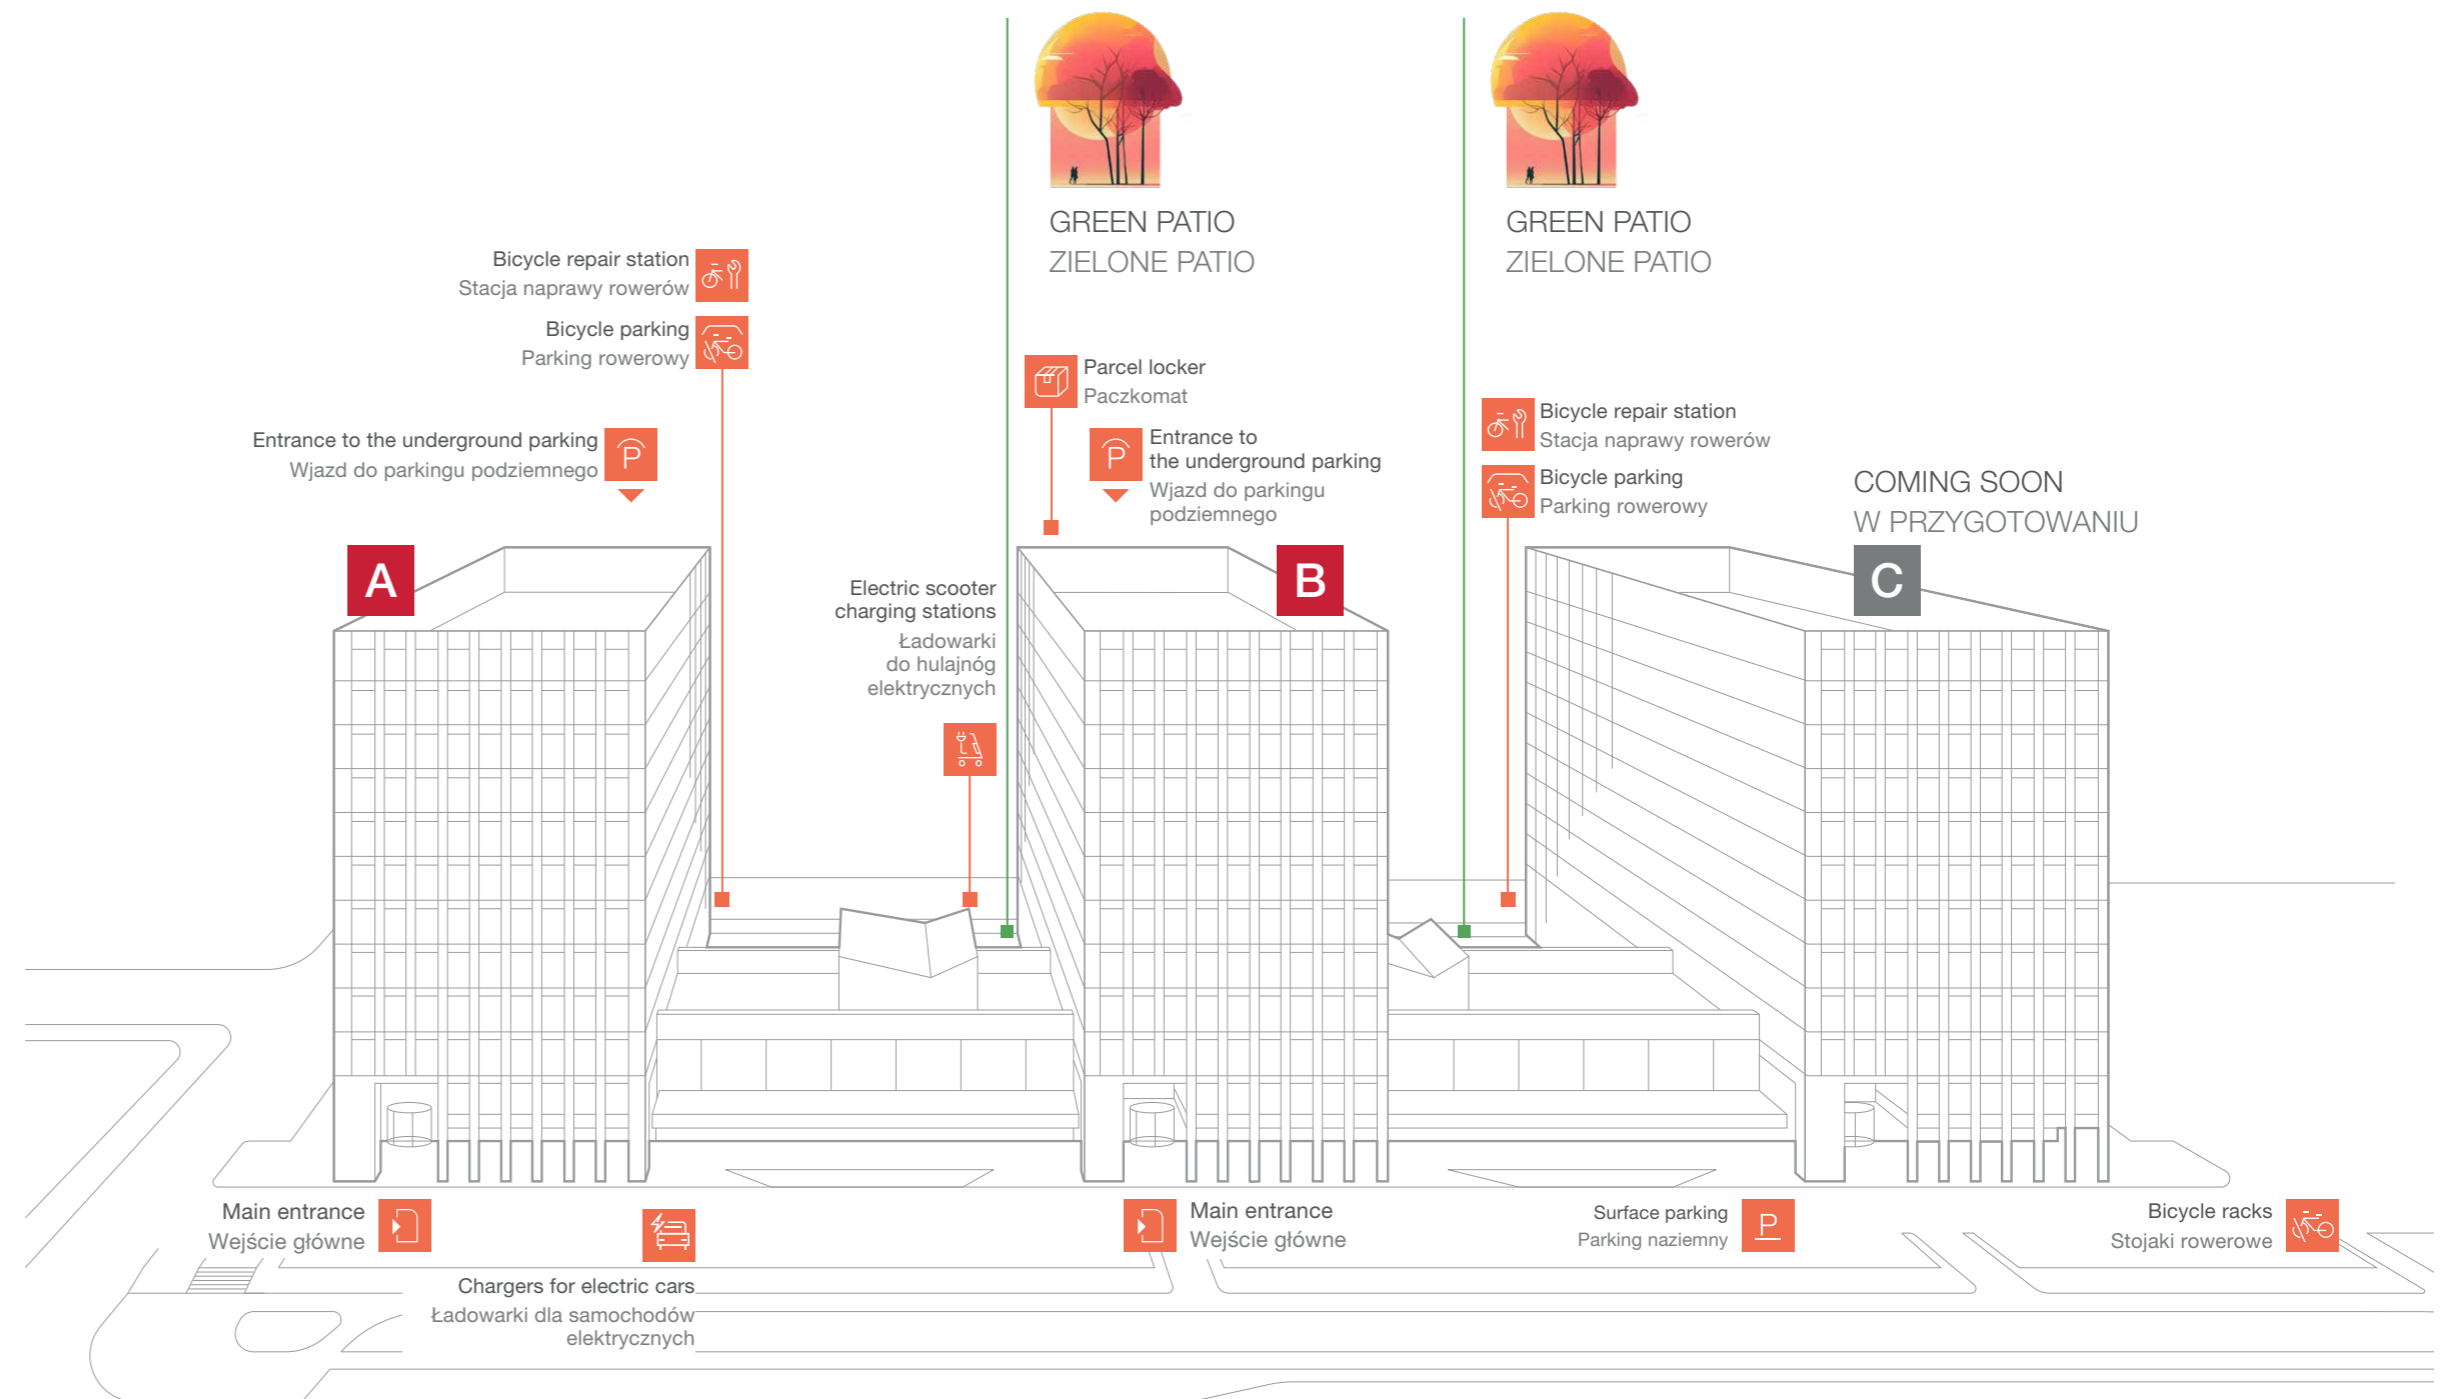 GREEN PATIO
ZIELONE PATIO
GREEN PATIO
ZIELONE PATIO
Bicycle repair station
Stacja naprawy rowerów
Bicycle parking
Parking rowerowy
Parcel locker
Paczkomat
Entrance to the underground parking
Wjazd do parkingu podziemnego
P
P
Entrance to
the underground parking
Wjazd do parkingu
podziemnego
Bicycle repair station
Stacja naprawy rowerów
Bicycle parking
Parking rowerowy
COMING SOON
W PRZYGOTOWANIU
A
B
C
Electric scooter
charging stations
Ładowarki
do hulajnóg
elektrycznych
Main entrance
Wejście główne
Chargers for electric cars
Ładowarki dla samochodów
elektrycznych
Main entrance
Wejście główne
Surface parking
Parking naziemny
P
Bicycle racks
Stojaki rowerowe